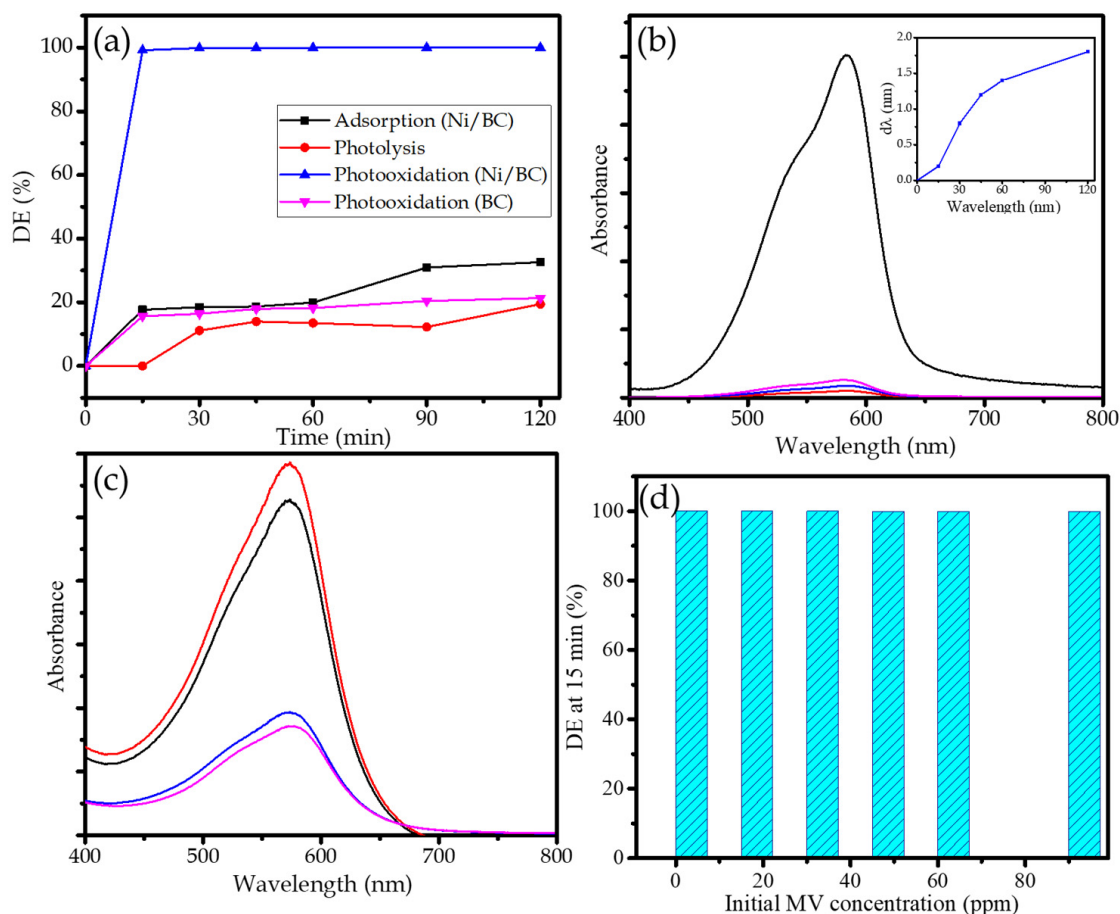 (a)
100
80
60
40
20
0
DE (%)
Adsorption (Ni/BC)
Photolysis
Photooxidation (Ni/BC)
Photooxidation (BC)
0 30 60 90 120
Time (min)
(b)
Absorbance
2.0
1.5
1.0
0.5
0.0
dλ (nm)
0 30 60 90 120
Wavelength (nm)
400 500 600 700 800
Wavelength (nm)
(c)
Absorbance
400 500 600 700 800
Wavelength (nm)
(d)
100
80
60
40
20
0
DE at 15 min (%)
0 20 40 60 80
Initial MV concentration (ppm)